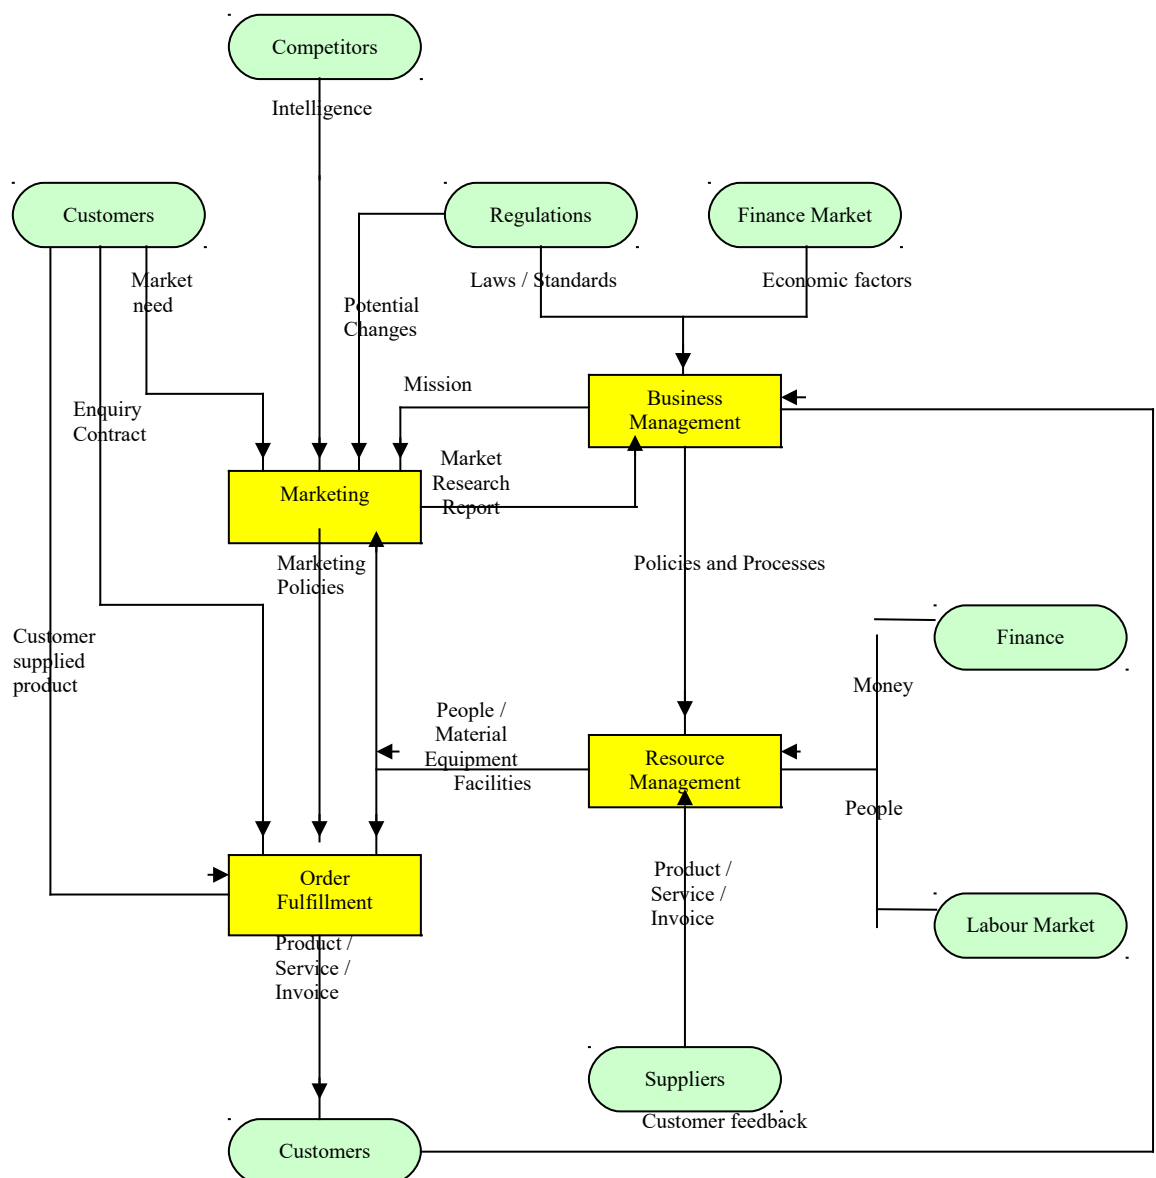 Competitors
Intelligence
Customers
Regulations
Finance Market
Market
need
Laws / Standards
Economic factors
Potential
Changes
Mission
Business
Management
Enquiry
Contract
Market
Research
Report
Marketing
Marketing
Policies
Policies and Processes
Customer
supplied
product
Finance
Money
People /
Material
Equipment
Facilities
Resource
Management
People
Order
Fulfillment
Product /
Service /
Invoice
Labour Market
Product /
Service /
Invoice
Suppliers
Customer feedback
Customers